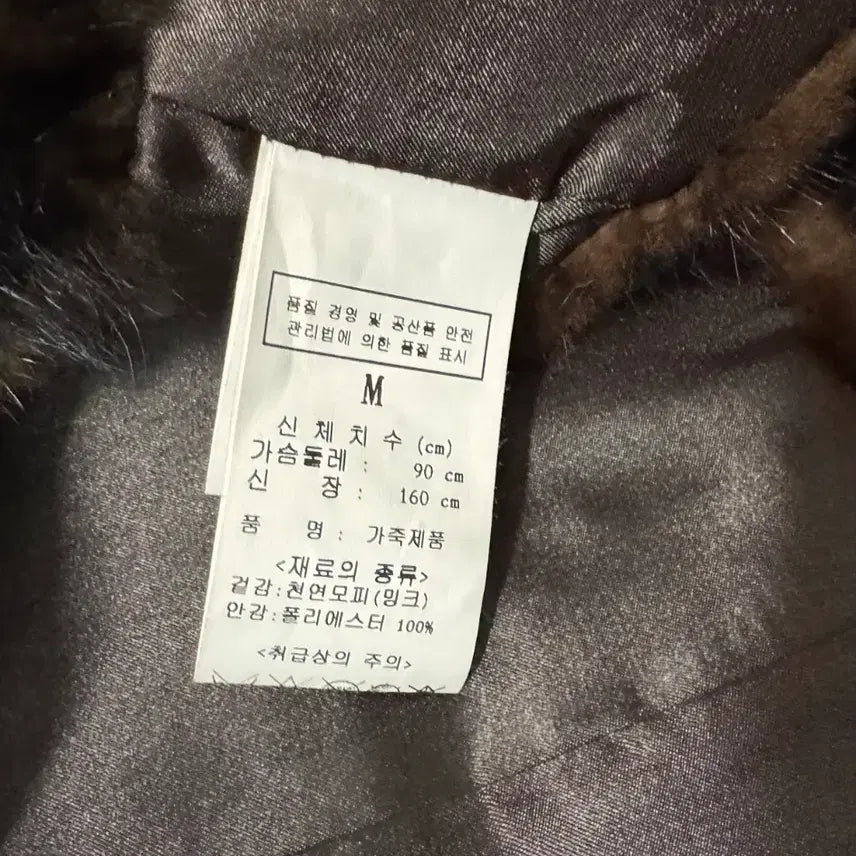 품질 경영 및 공산품 안전
관리법에 의한 품질 표시
M
신 체 치 수 (cm)
가슴둘레 : 90 cm
신 장 : 160 cm
품 명 : 가죽제품
<재료의 종류>
겉감:천연모피(밍크)
안감:폴리에스터 100%
<취급상의 주의>